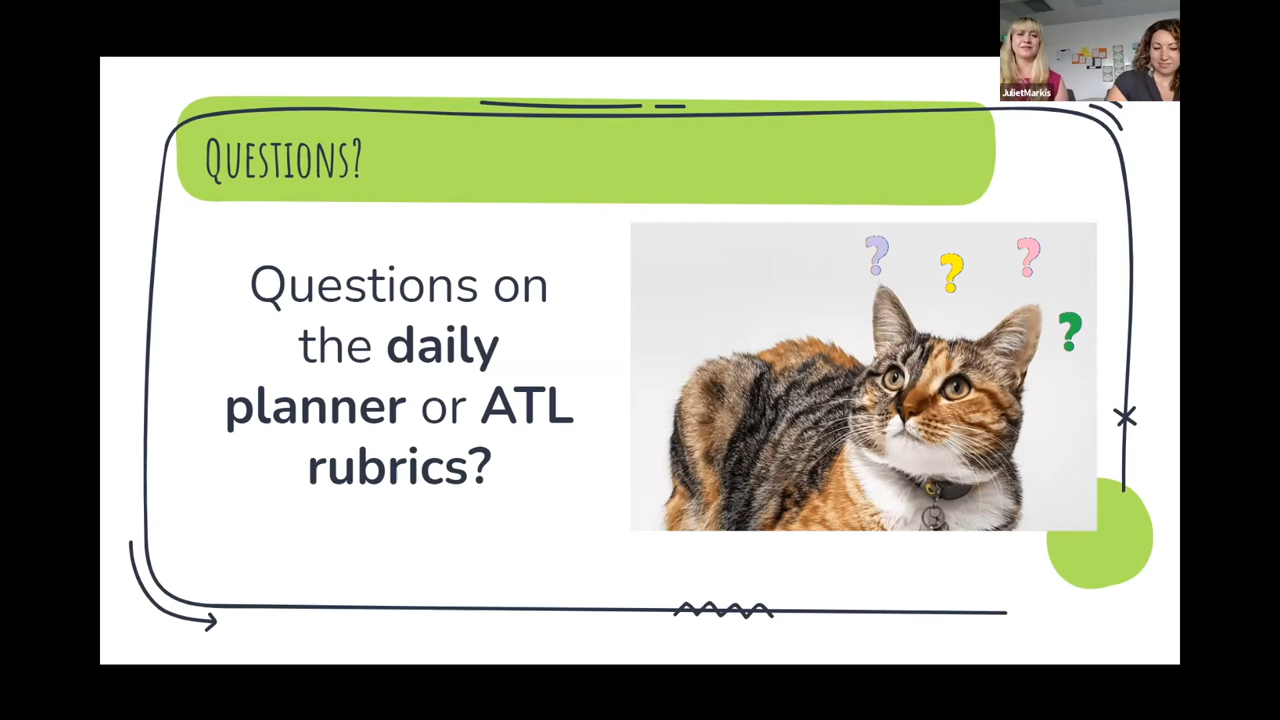 JulietMarkis
Questions?
Questions on
the daily
planner or ATL
rubrics?
? ? ? ?